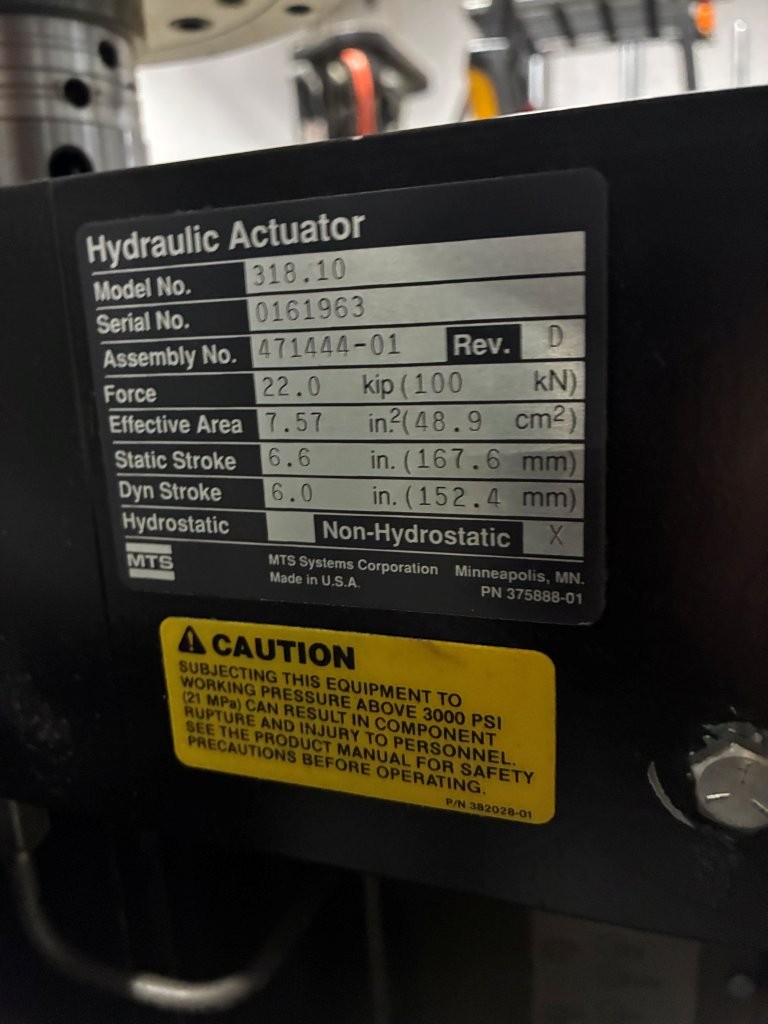 Hydraulic Actuator
Model No. 318.10
Serial No. 0161963
Assembly No. 471444-01 Rev. D
Force 22.0 kip (100 kN)
Effective Area 7.57 in.² (48.9 cm²)
Static Stroke 6.6 in. (167.6 mm)
Dyn Stroke 6.0 in. (152.4 mm)
Hydrostatic Non-Hydrostatic X
MTS MTS Systems Corporation Minneapolis, MN.
Made in U.S.A. PN 375888-01
CAUTION
SUBJECTING THIS EQUIPMENT TO
WORKING PRESSURE ABOVE 3000 PSI
(21 MPa) CAN RESULT IN COMPONENT
RUPTURE AND INJURY TO PERSONNEL.
SEE THE PRODUCT MANUAL FOR SAFETY
PRECAUTIONS BEFORE OPERATING.
P/N 382028-01